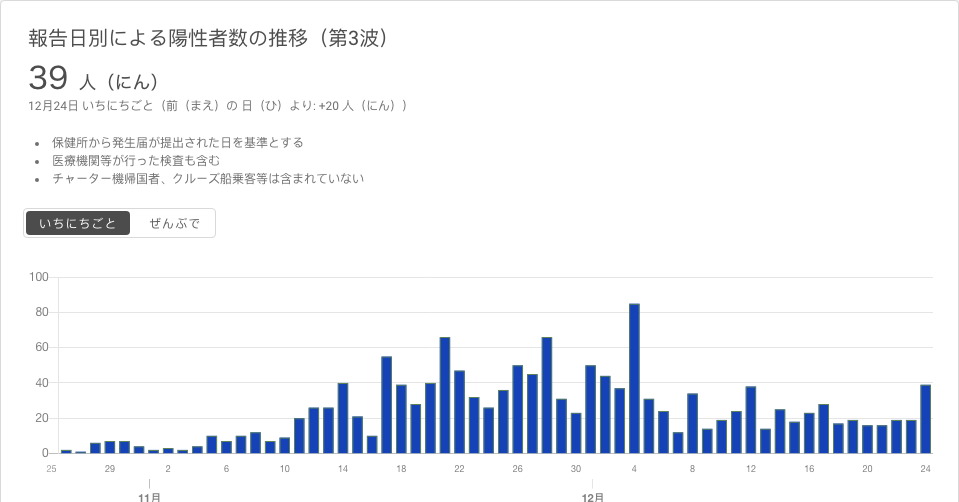 報告日別による陽性者数の推移（第3波）
39 人（にん）
12月24日 いちにちごと（前（まえ）の 日（ひ）より: +20 人（にん））
保健所から発生届が提出された日を基準とする
医療機関等が行った検査も含む
チャーター機帰国者、クルーズ船乗客等は含まれていない
いちにちごと ぜんぶで
100
80
60
40
20
0
25 29 2 6 10 14 18 22 26 30 4 8 12 16 20 24
11月 12月